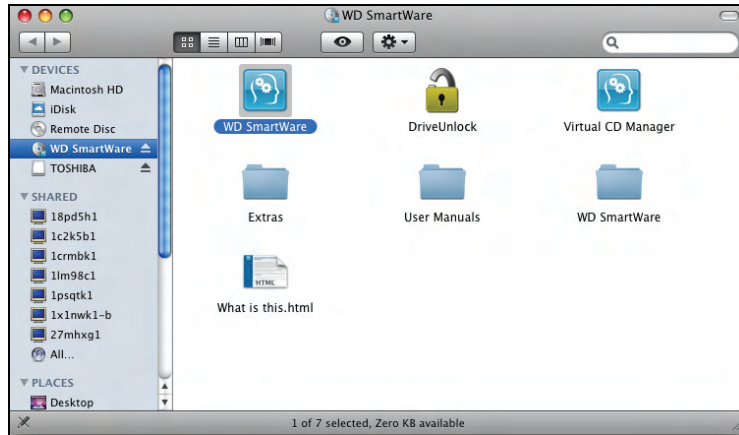 WD SmartWare
DEVICES
Macintosh HD
iDisk
Remote Disc
WD SmartWare
TOSHIBA
SHARED
18pd5h1
1c2k5b1
1crmbk1
1lm98c1
1psqtk1
1x1nwk1-b
27mhxg1
All...
PLACES
Desktop
WD SmartWare
DriveUnlock
Virtual CD Manager
Extras
User Manuals
WD SmartWare
HTML
What is this.html
1 of 7 selected, Zero KB available